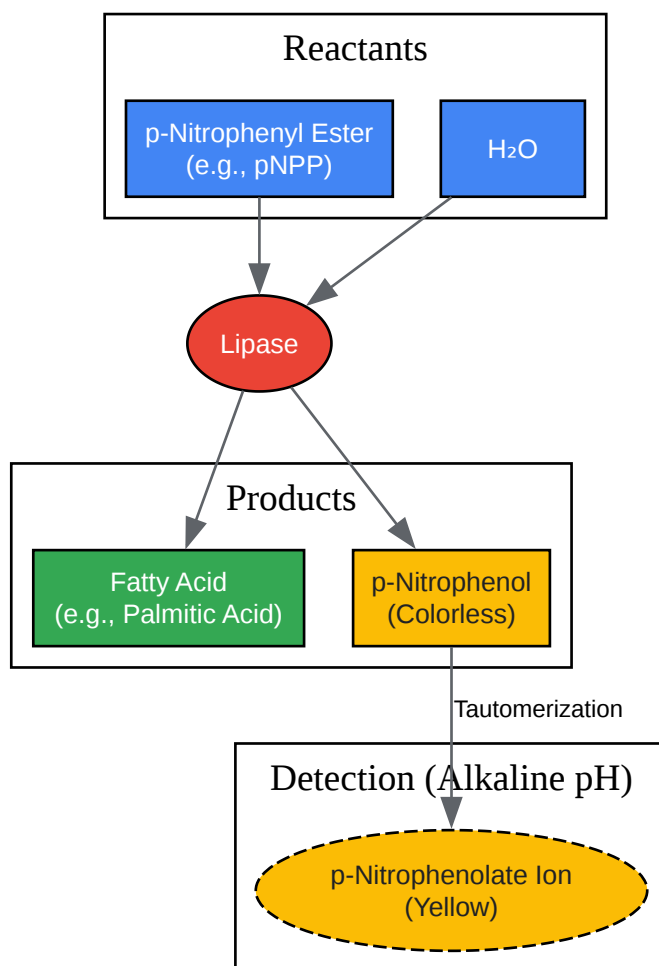 Reactants
p-Nitrophenyl Ester
(e.g., pNPP)
H₂O
Lipase
Products
Fatty Acid
(e.g., Palmitic Acid)
p-Nitrophenol
(Colorless)
Tautomerization
Detection (Alkaline pH)
p-Nitrophenolate Ion
(Yellow)